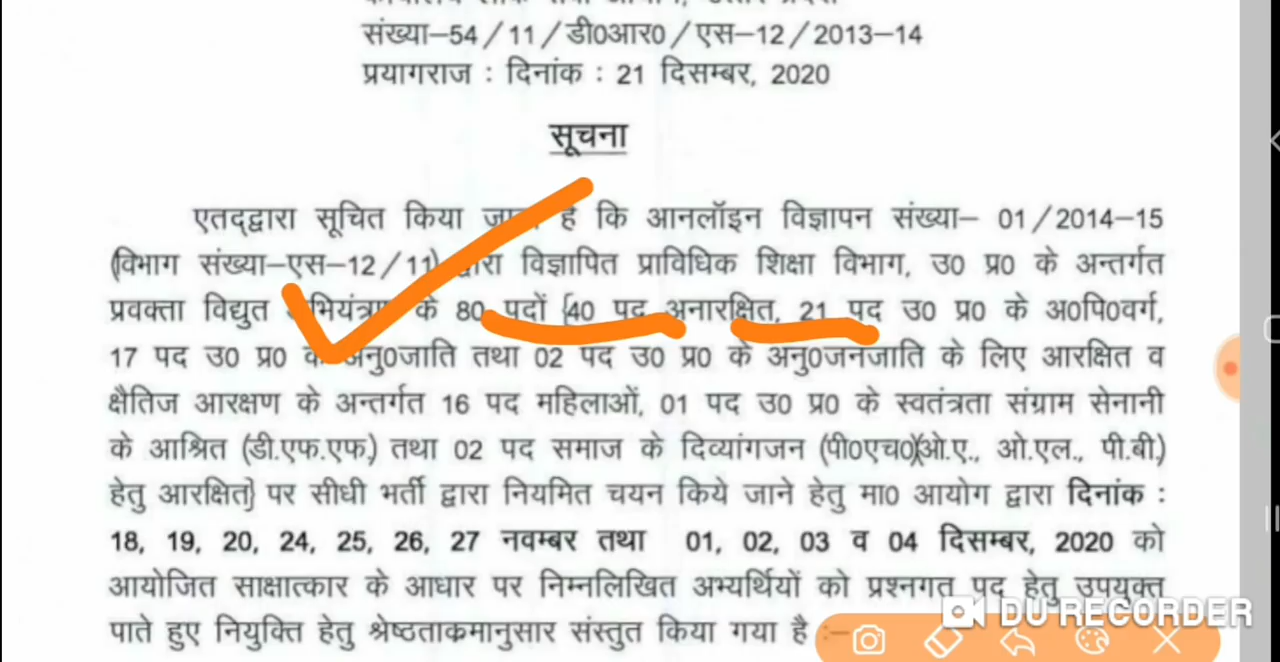 संख्या–54/11/डी0आर0/एस–12/2013–14
प्रयागराज : दिनांक : 21 दिसम्बर, 2020
सूचना
एतद्द्वारा सूचित किया है कि आनलॉइन विज्ञापन संख्या– 01/2014–15
(विभाग संख्या–एस–12/11) द्वारा विज्ञापित प्राविधिक शिक्षा विभाग, उ0 प्र0 के अन्तर्गत
प्रवक्ता विद्युत के 80 पदों {40 पद अनारक्षित, 21 पद उ0 प्र0 के अ0पि0वर्ग,
17 पद उ0 प्र0 के अनु0जाति तथा 02 पद उ0 प्र0 के अनु0जनजाति के लिए आरक्षित व
क्षैतिज आरक्षण के अन्तर्गत 16 पद महिलाओं, 01 पद उ0 प्र0 के स्वतंत्रता संग्राम सेनानी
के आश्रित (डी.एफ.एफ.) तथा 02 पद समाज के दिव्यांगजन (पी0एच0)(ओ.ए., ओ.एल., पी.बी.)
हेतु आरक्षित} पर सीधी भर्ती द्वारा नियमित चयन किये जाने हेतु मा0 आयोग द्वारा दिनांक :
18, 19, 20, 24, 25, 26, 27 नवम्बर तथा 01, 02, 03 व 04 दिसम्बर, 2020 को
आयोजित साक्षात्कार के आधार पर निम्नलिखित अभ्यर्थियों को प्रश्नगत पद हेतु उपयुक्त
पाते हुए नियुक्ति हेतु श्रेष्ठताक्रमानुसार संस्तुत किया गया है :–
DU RECORDER